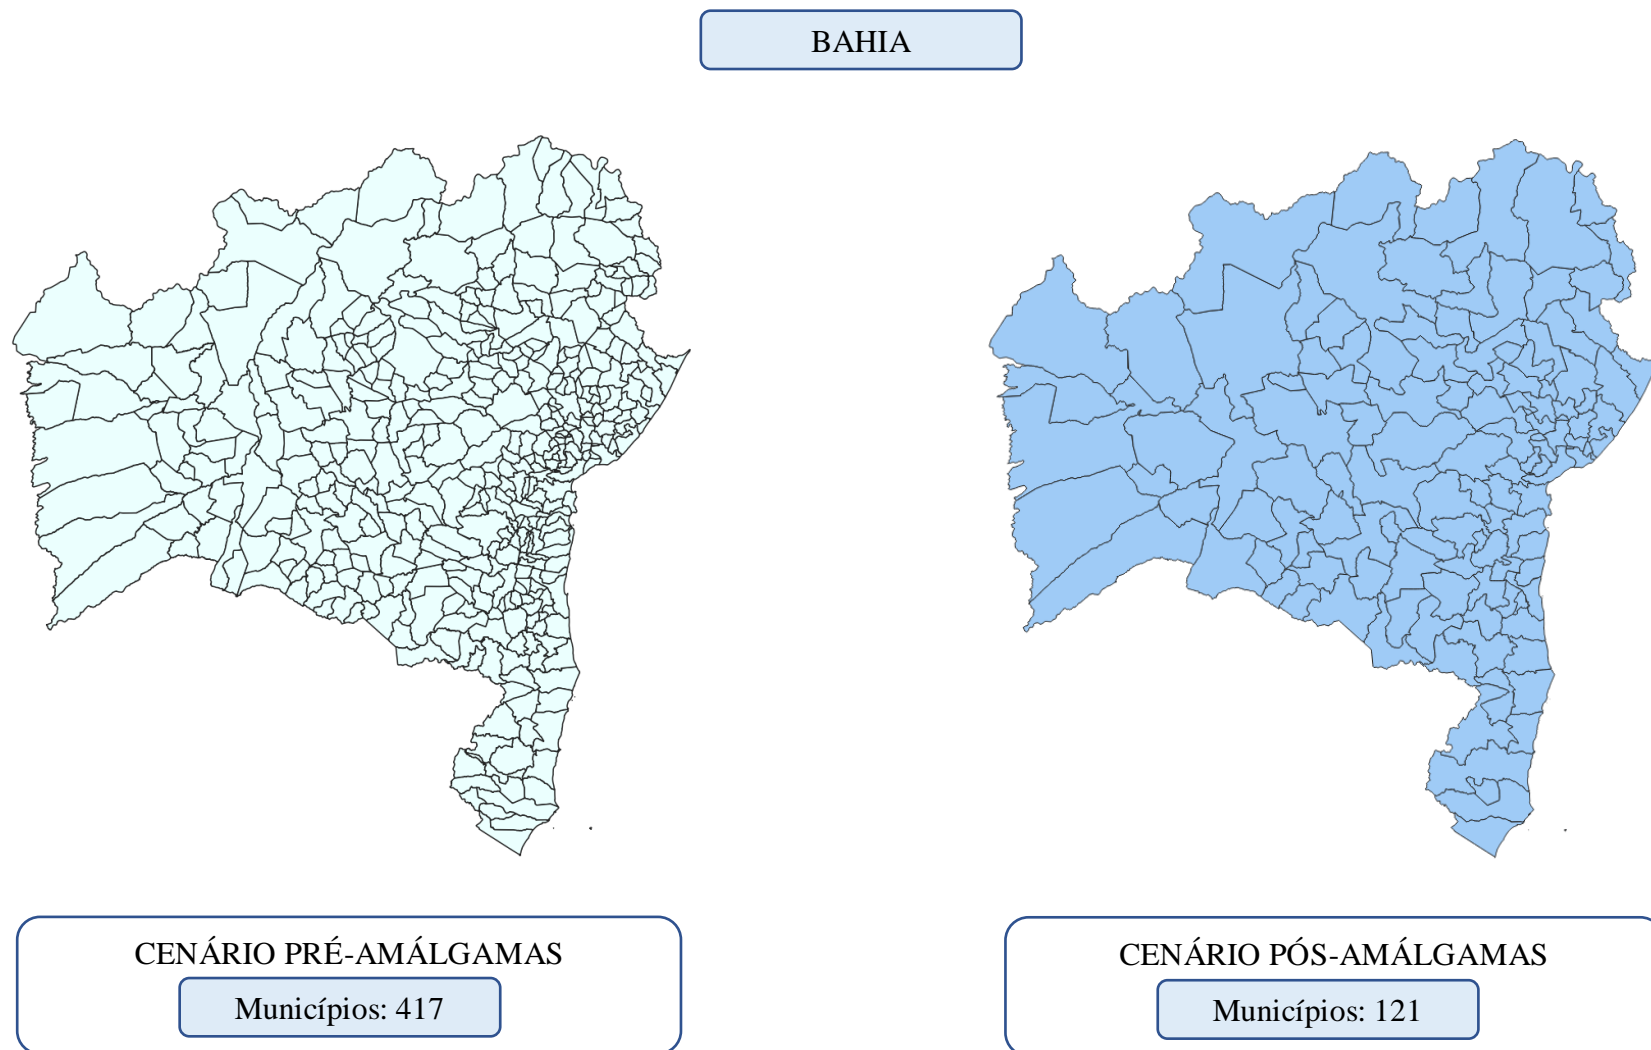 BAHIA
CENÁRIO PRÉ-AMÁLGAMAS
Municípios: 417
CENÁRIO PÓS-AMÁLGAMAS
Municípios: 121